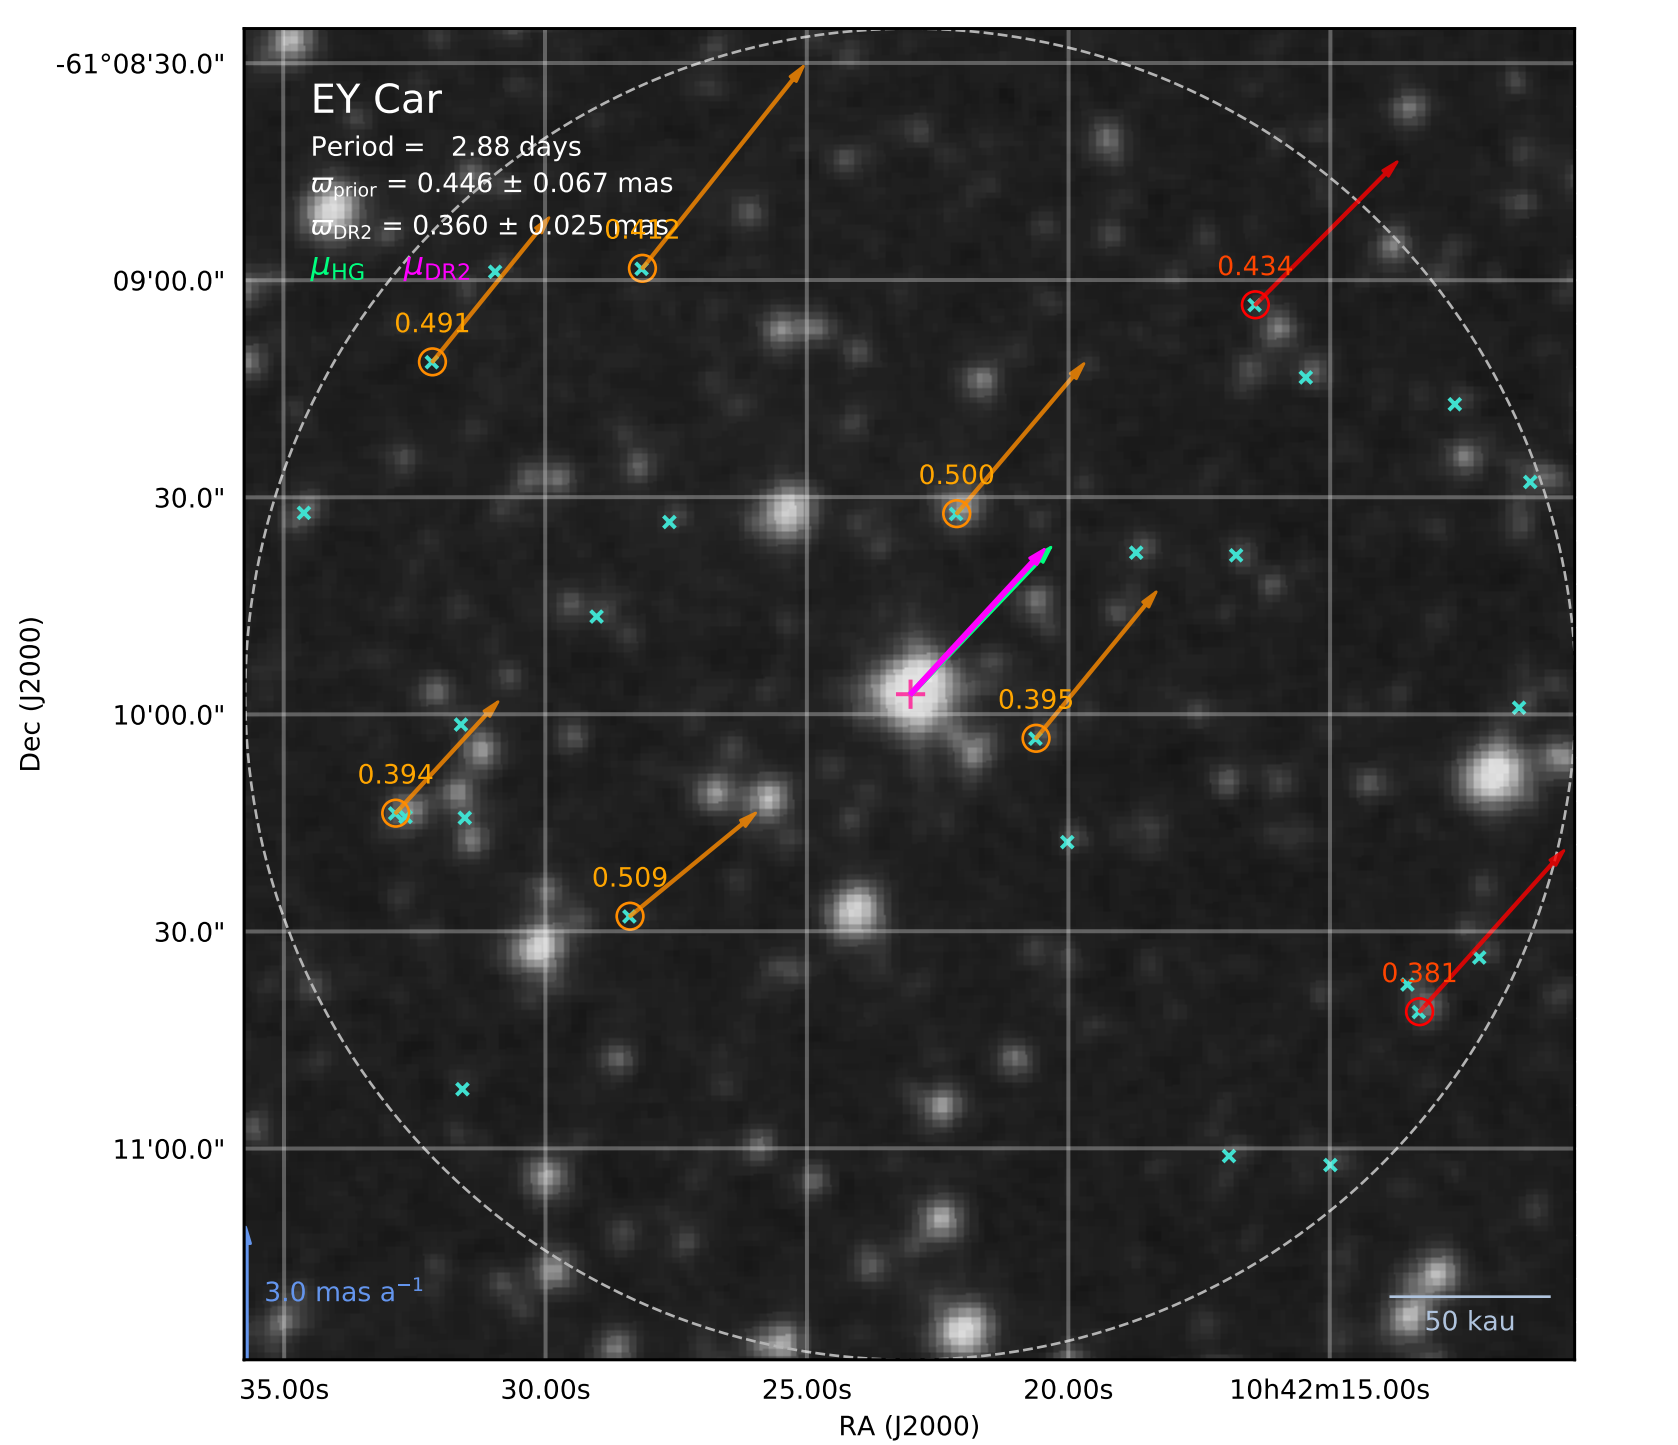 -61°08'30.0"
EY Car
Period = 2.88 days
ϖprior = 0.446 ± 0.067 mas
ϖDR2 = 0.360 ± 0.025 mas
0.412
μHG μDR2
0.434
09'00.0"
0.491
0.500
30.0"
0.395
10'00.0"
0.394
0.509
30.0"
0.381
11'00.0"
3.0 mas a⁻¹
50 kau
Dec (J2000)
35.00s 30.00s 25.00s 20.00s 10h42m15.00s
RA (J2000)